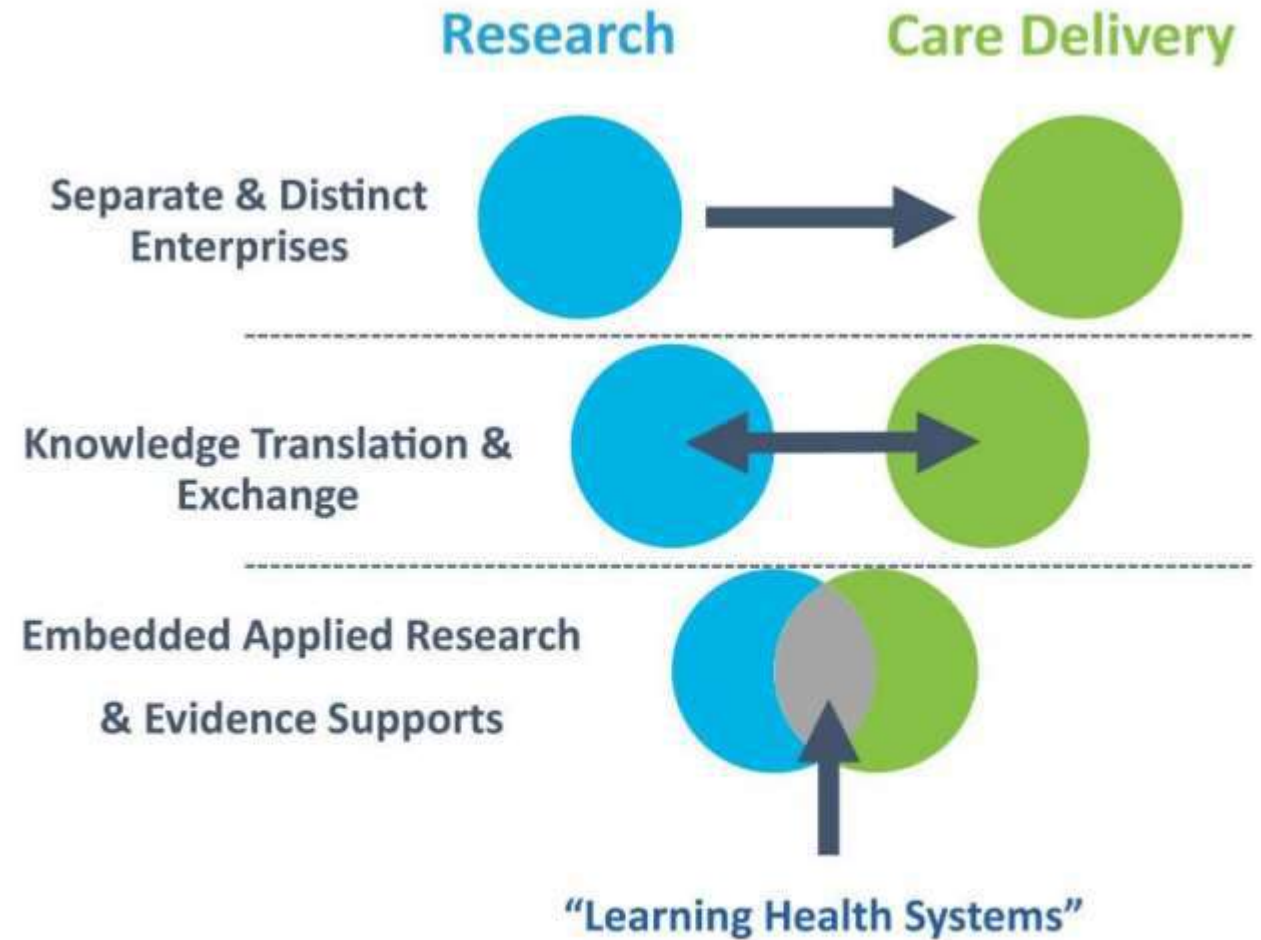 Research
Care Delivery
Separate & Distinct
Enterprises
Knowledge Translation &
Exchange
Embedded Applied Research
& Evidence Supports
“Learning Health Systems”